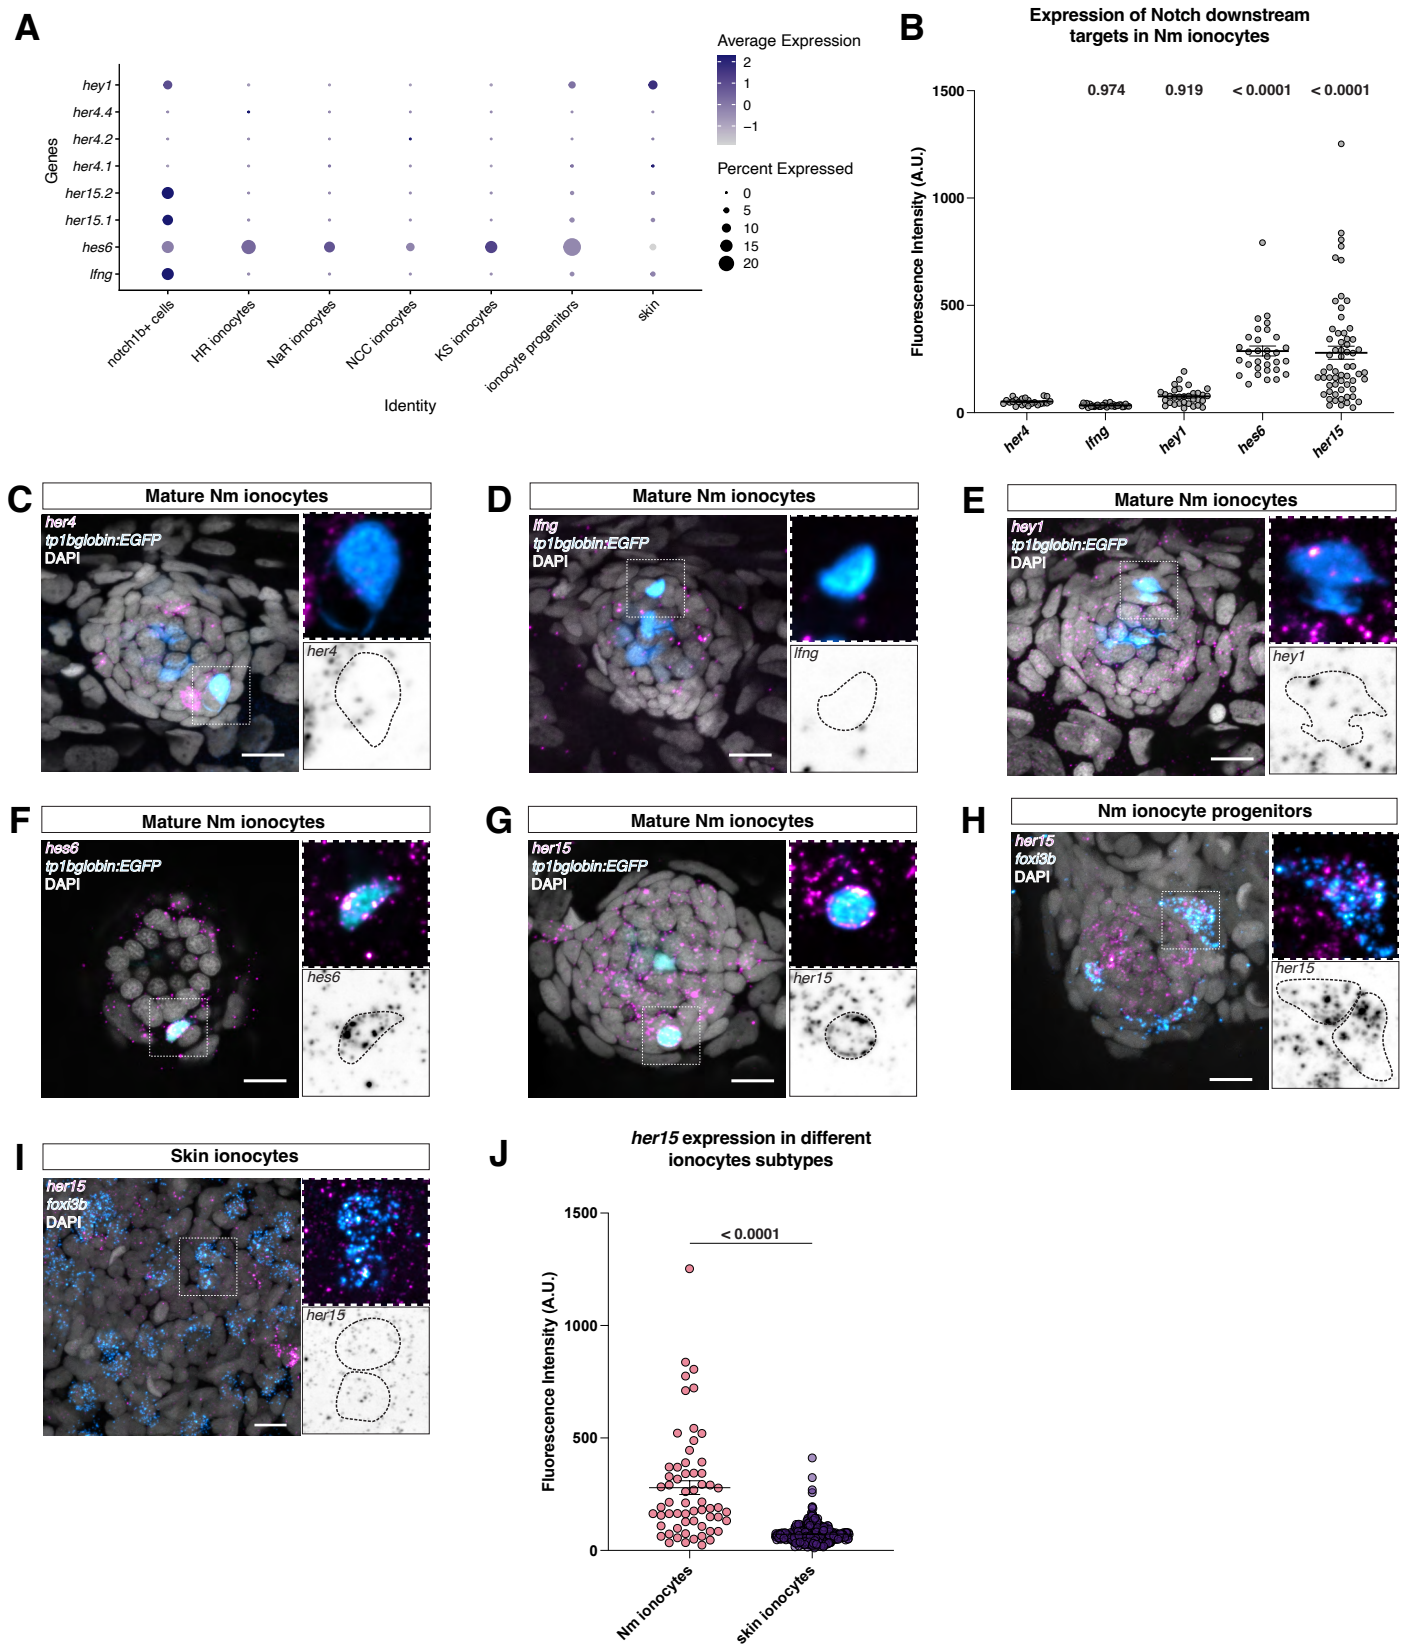 A
Genes
hey1
her4.4
her4.2
her4.1
her15.2
her15.1
hes6
lfng
notch1b+ cells
HR ionocytes
NaR ionocytes
NCC ionocytes
KS ionocytes
ionocyte progenitors
skin
Identity
Average Expression
2
1
0
−1
Percent Expressed
0
5
10
15
20
B
Expression of Notch downstream
targets in Nm ionocytes
0.974 0.919 < 0.0001 < 0.0001
Fluorescence Intensity (A.U.)
1500
1000
500
0
her4
lfng
hey1
hes6
her15
C
Mature Nm ionocytes
her4
tp1bglobin:EGFP
DAPI
her4
D
Mature Nm ionocytes
lfng
tp1bglobin:EGFP
DAPI
lfng
E
Mature Nm ionocytes
hey1
tp1bglobin:EGFP
DAPI
hey1
F
Mature Nm ionocytes
hes6
tp1bglobin:EGFP
DAPI
hes6
G
Mature Nm ionocytes
her15
tp1bglobin:EGFP
DAPI
her15
H
Nm ionocyte progenitors
her15
foxi3b
DAPI
her15
I
Skin ionocytes
her15
foxi3b
DAPI
her15
J
her15 expression in different
ionocytes subtypes
< 0.0001
Fluorescence Intensity (A.U.)
1500
1000
500
0
Nm ionocytes
skin ionocytes